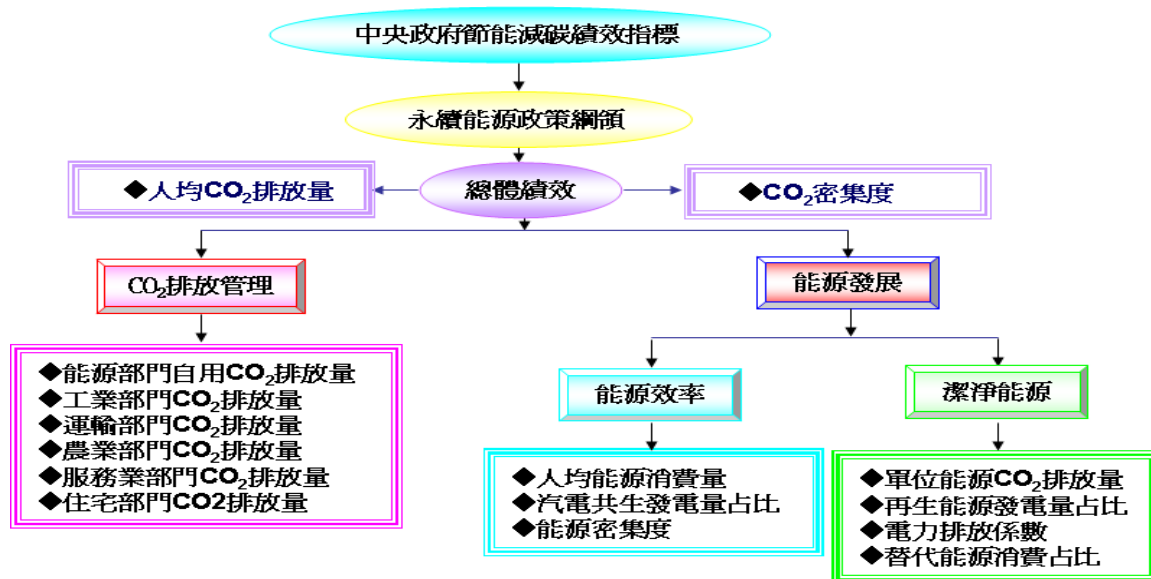 中央政府節能減碳績效指標
永續能源政策綱領
◆人均CO₂排放量
總體績效
◆CO₂密集度
CO₂排放管理
能源發展
◆能源部門自用CO₂排放量
◆工業部門CO₂排放量
◆運輸部門CO₂排放量
◆農業部門CO₂排放量
◆服務業部門CO₂排放量
◆住宅部門CO2排放量
能源效率
潔淨能源
◆人均能源消費量
◆汽電共生發電量占比
◆能源密集度
◆單位能源CO₂排放量
◆再生能源發電量占比
◆電力排放係數
◆替代能源消費占比